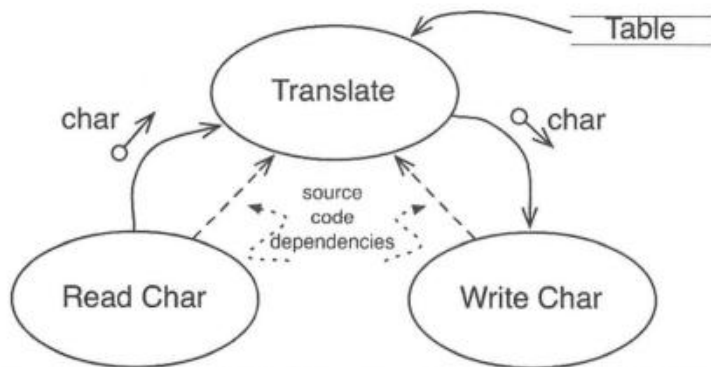 Table
Translate
char
char
source
code
dependencies
Read Char
Write Char